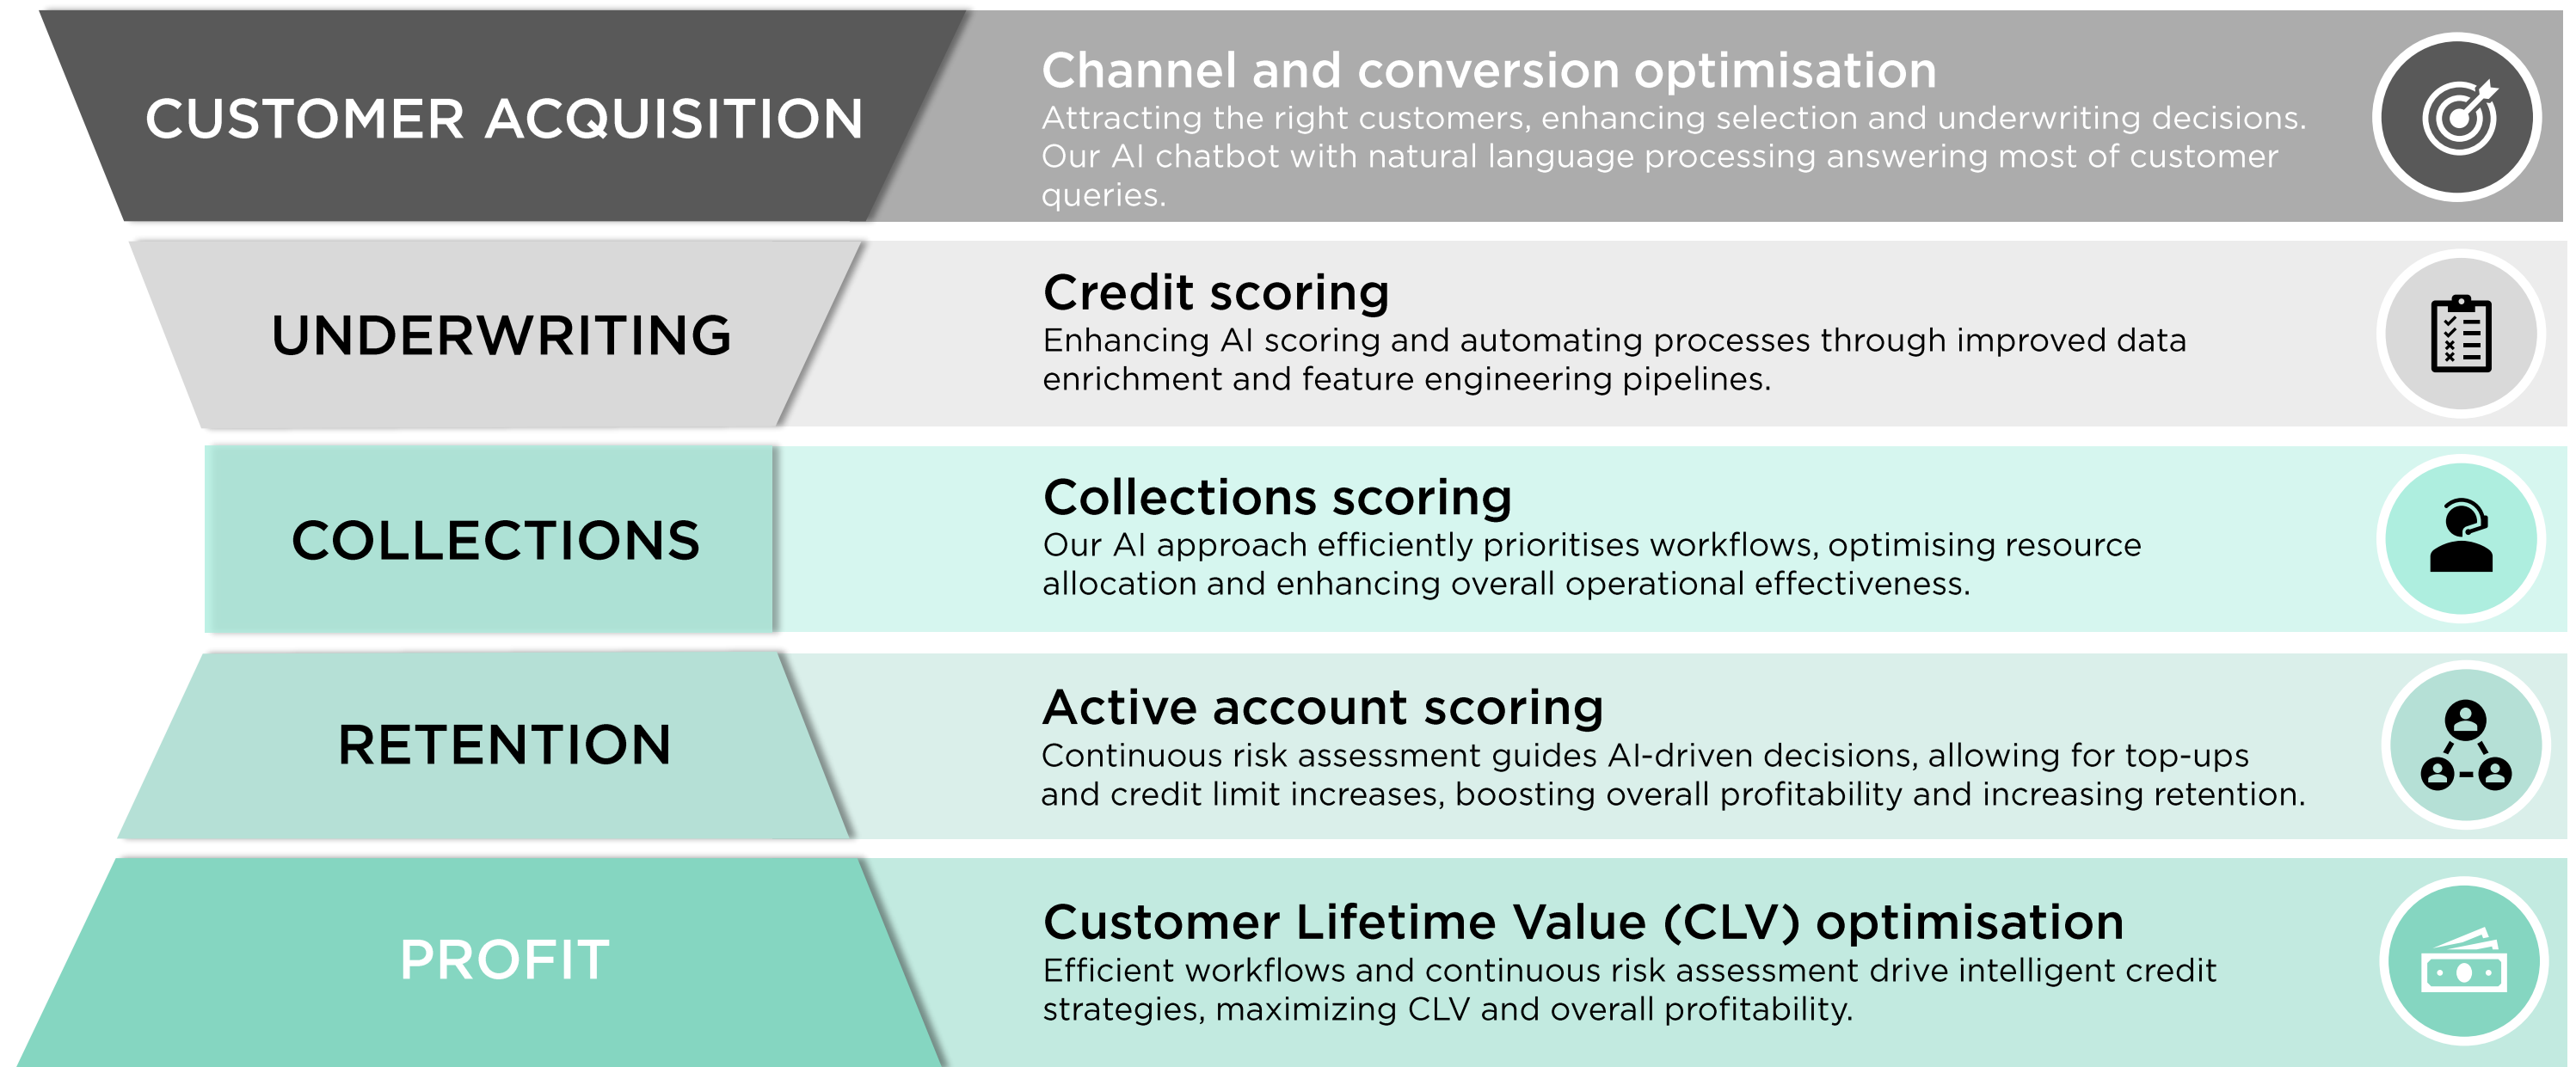 CUSTOMER ACQUISITION
Channel and conversion optimisation
Attracting the right customers, enhancing selection and underwriting decisions.
Our AI chatbot with natural language processing answering most of customer
queries.
UNDERWRITING
Credit scoring
Enhancing AI scoring and automating processes through improved data
enrichment and feature engineering pipelines.
COLLECTIONS
Collections scoring
Our AI approach efficiently prioritises workflows, optimising resource
allocation and enhancing overall operational effectiveness.
RETENTION
Active account scoring
Continuous risk assessment guides AI-driven decisions, allowing for top-ups
and credit limit increases, boosting overall profitability and increasing retention.
PROFIT
Customer Lifetime Value (CLV) optimisation
Efficient workflows and continuous risk assessment drive intelligent credit
strategies, maximizing CLV and overall profitability.